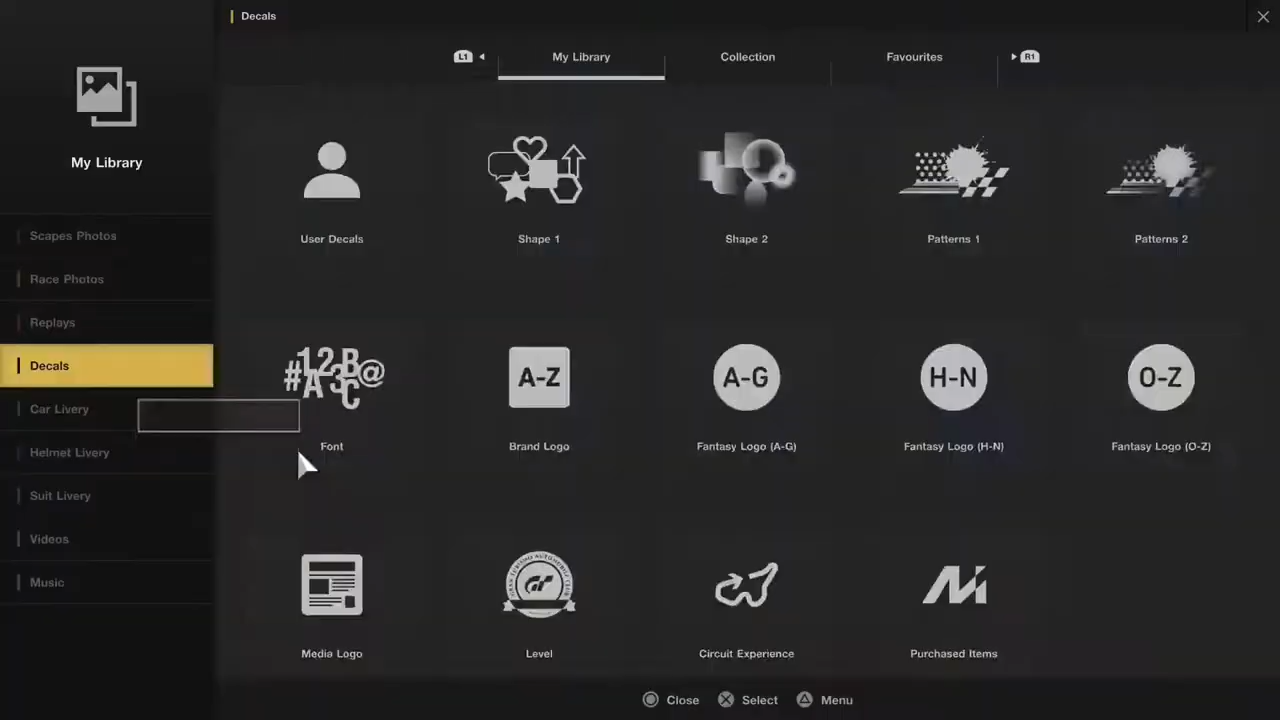 Decals
L1
My Library
Collection
Favourites
R1
My Library
Scapes Photos
Race Photos
Replays
Decals
Car Livery
Helmet Livery
Suit Livery
Videos
Music
User Decals
Shape 1
Shape 2
Patterns 1
Patterns 2
#123B@
A C
Font
A-Z
Brand Logo
A-G
Fantasy Logo (A-G)
H-N
Fantasy Logo (H-N)
O-Z
Fantasy Logo (O-Z)
Media Logo
GT
Level
Circuit Experience
Purchased Items
Close
Select
Menu